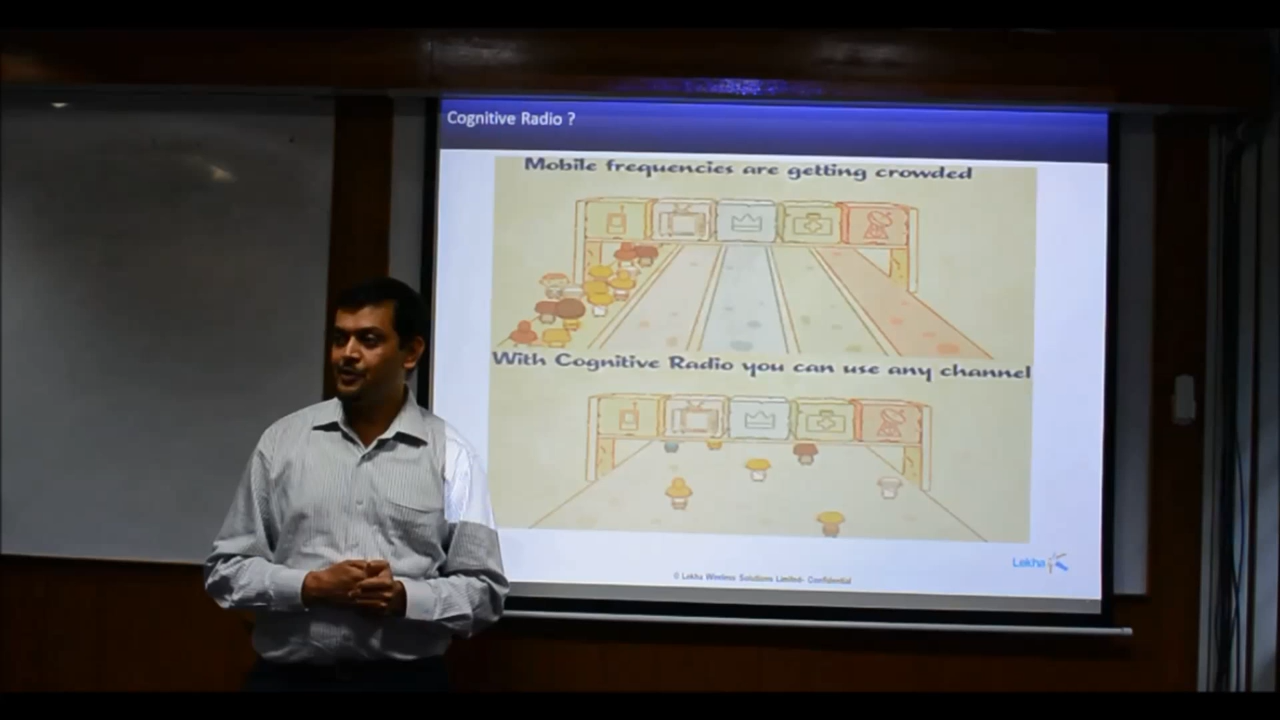 Cognitive Radio ?
Mobile frequencies are getting crowded
With Cognitive Radio you can use any channel
Lekha
© Lekha Wireless Solutions Limited- Confidential